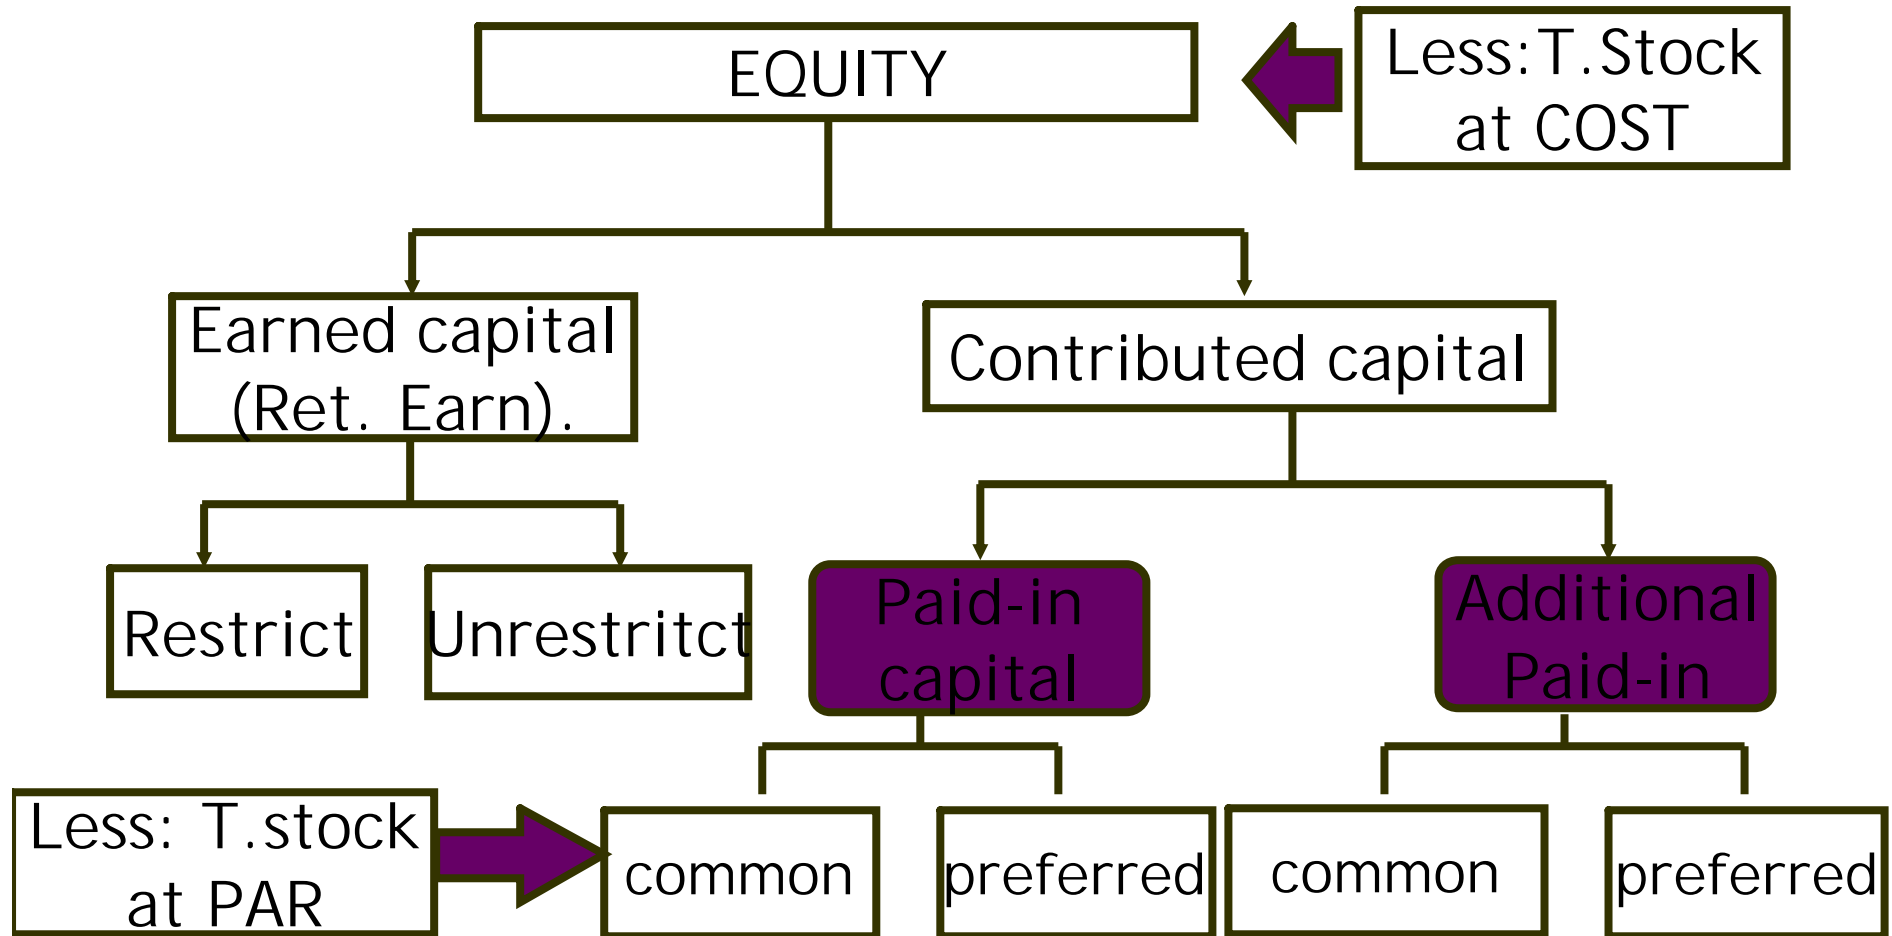 EQUITY
Less:T.Stock
at COST
Earned capital
(Ret. Earn).
Contributed capital
Restrict
Unrestritct
Paid-in
capital
Additional
Paid-in
Less: T.stock
at PAR
common
preferred
common
preferred